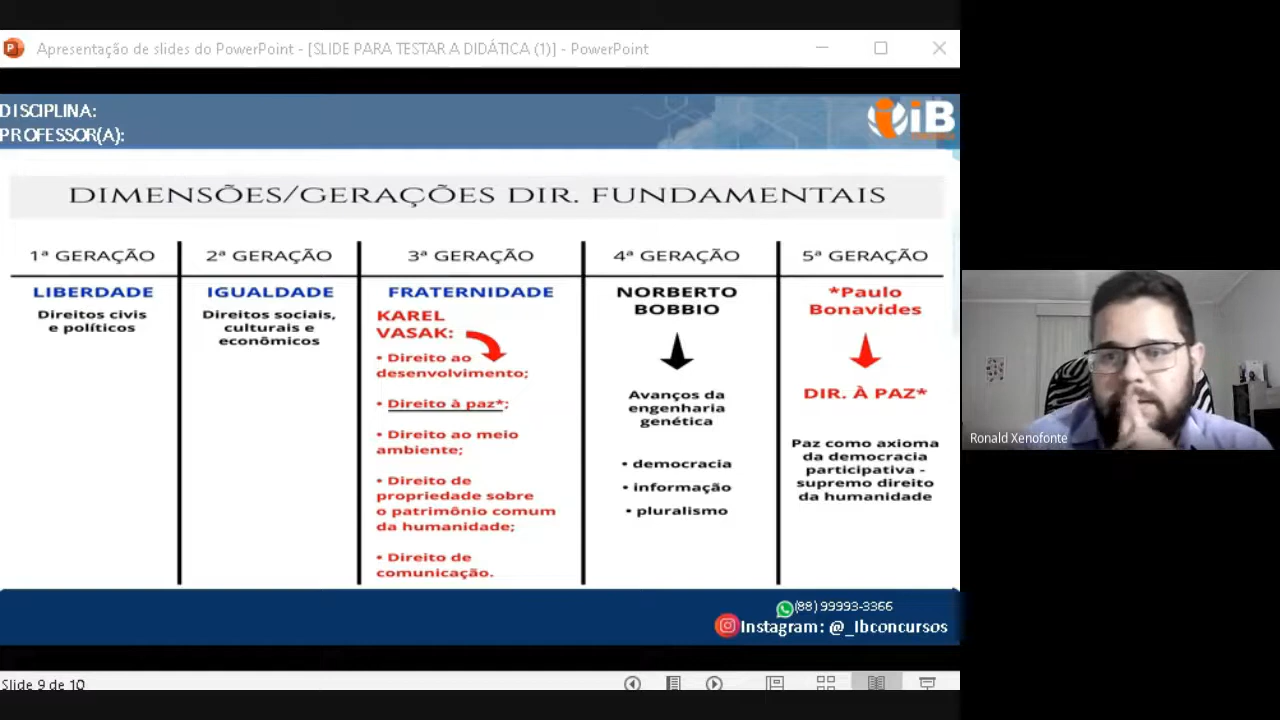 Apresentação de slides do PowerPoint - [SLIDE PARA TESTAR A DIDÁTICA (1)] - PowerPoint
DISCIPLINA:
PROFESSOR(A):
iB
DIMENSÕES/GERAÇÕES DIR. FUNDAMENTAIS
1ª GERAÇÃO
LIBERDADE
Direitos civis
e políticos
2ª GERAÇÃO
IGUALDADE
Direitos sociais,
culturais e
econômicos
3ª GERAÇÃO
FRATERNIDADE
KAREL
VASAK:
• Direito ao
desenvolvimento;
• Direito à paz*;
• Direito ao meio
ambiente;
• Direito de
propriedade sobre
o patrimônio comum
da humanidade;
• Direito de
comunicação.
4ª GERAÇÃO
NORBERTO
BOBBIO
Avanços da
engenharia
genética
• democracia
• informação
• pluralismo
5ª GERAÇÃO
*Paulo
Bonavides
DIR. À PAZ*
Paz como axioma
da democracia
participativa -
supremo direito
da humanidade
Ronald Xenofonte
(88) 99993-3366
Instagram: @_Ibconcursos
Slide 9 de 10